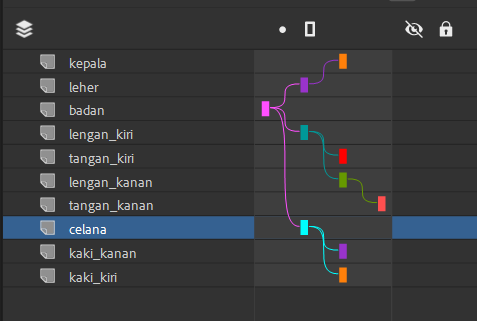 kepala
leher
badan
lengan_kiri
tangan_kiri
lengan_kanan
tangan_kanan
celana
kaki_kanan
kaki_kiri